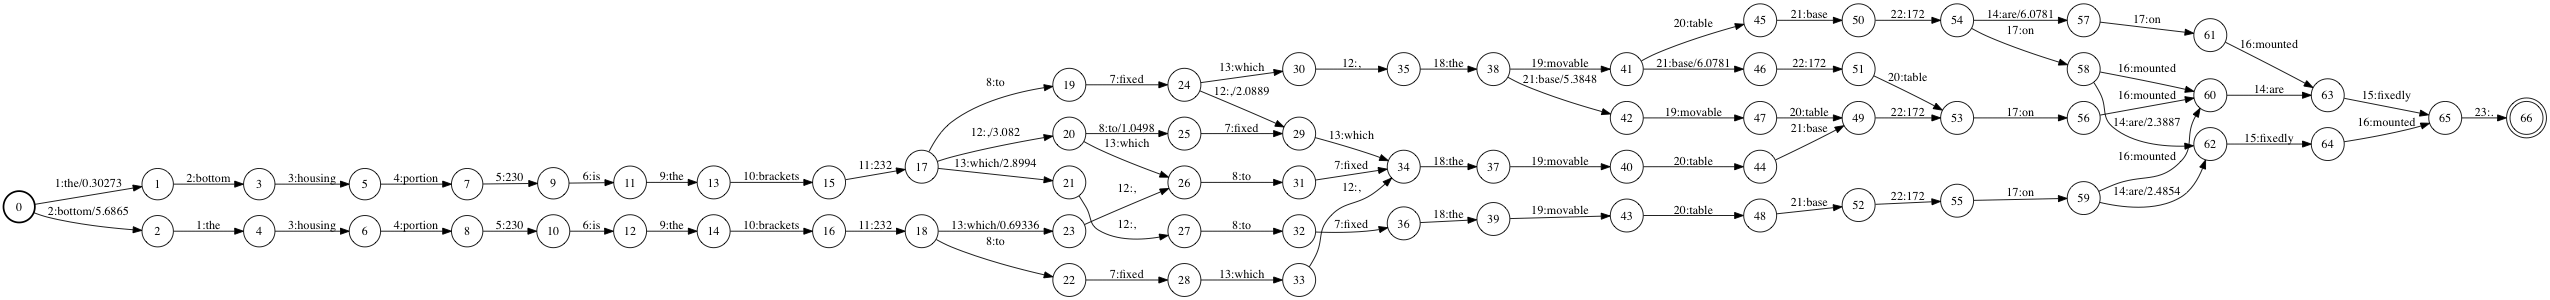 0 1:the/0.30273 1 2:bottom 3 3:housing 5 4:portion 7 5:230 9 6:is 11 9:the 13 10:brackets 15 11:232 17
2:bottom/5.6865 2 1:the 4 3:housing 6 4:portion 8 5:230 10 6:is 12 9:the 14 10:brackets 16 11:232 18
8:to 19 7:fixed 24 13:which 30 12:, 35 18:the 38 19:movable 41 20:table 45 21:base 50 22:172 54 14:are/6.0781 57 17:on 61 16:mounted
17:on 58 16:mounted 60 14:are 63 15:fixedly 65 23:. 66
21:base/6.0781 46 22:172 51 20:table
12:,/2.0889
21:base/5.3848 42 19:movable 47 20:table 49 22:172 53 17:on 56 16:mounted
12:,/3.082 20 8:to/1.0498 25 7:fixed 29 13:which 34 18:the 37 19:movable 40 20:table 44 21:base
14:are/2.3887 62 15:fixedly 64 16:mounted
13:which
13:which/2.8994 21 12:, 27 8:to 32 7:fixed 36 18:the 39 19:movable 43 20:table 48 21:base 52 22:172 55 17:on 59 16:mounted
14:are/2.4854
13:which/0.69336 23 12:, 26 8:to 31 7:fixed
8:to 22 7:fixed 28 13:which 33 12:,